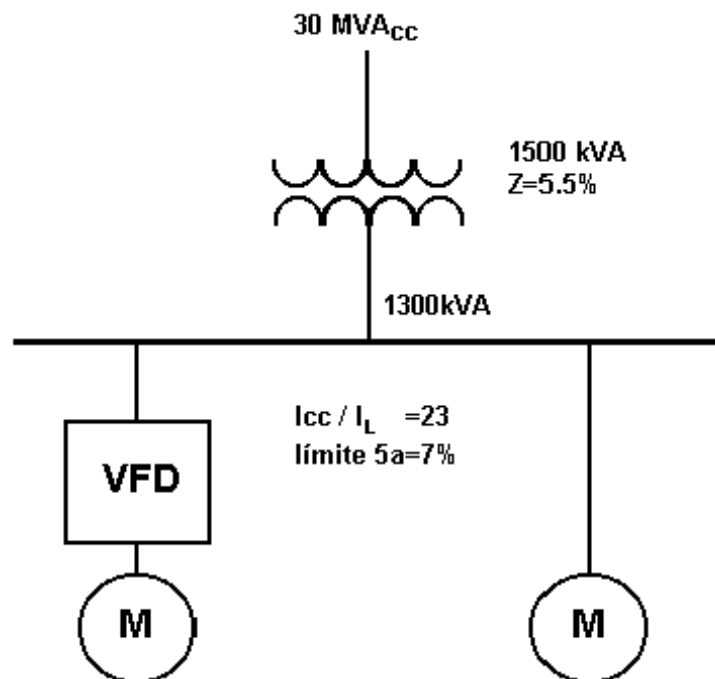 30 MVACC
1500 kVA
Z=5.5%
1300kVA
Icc / IL =23
límite 5a=7%
VFD
M
M